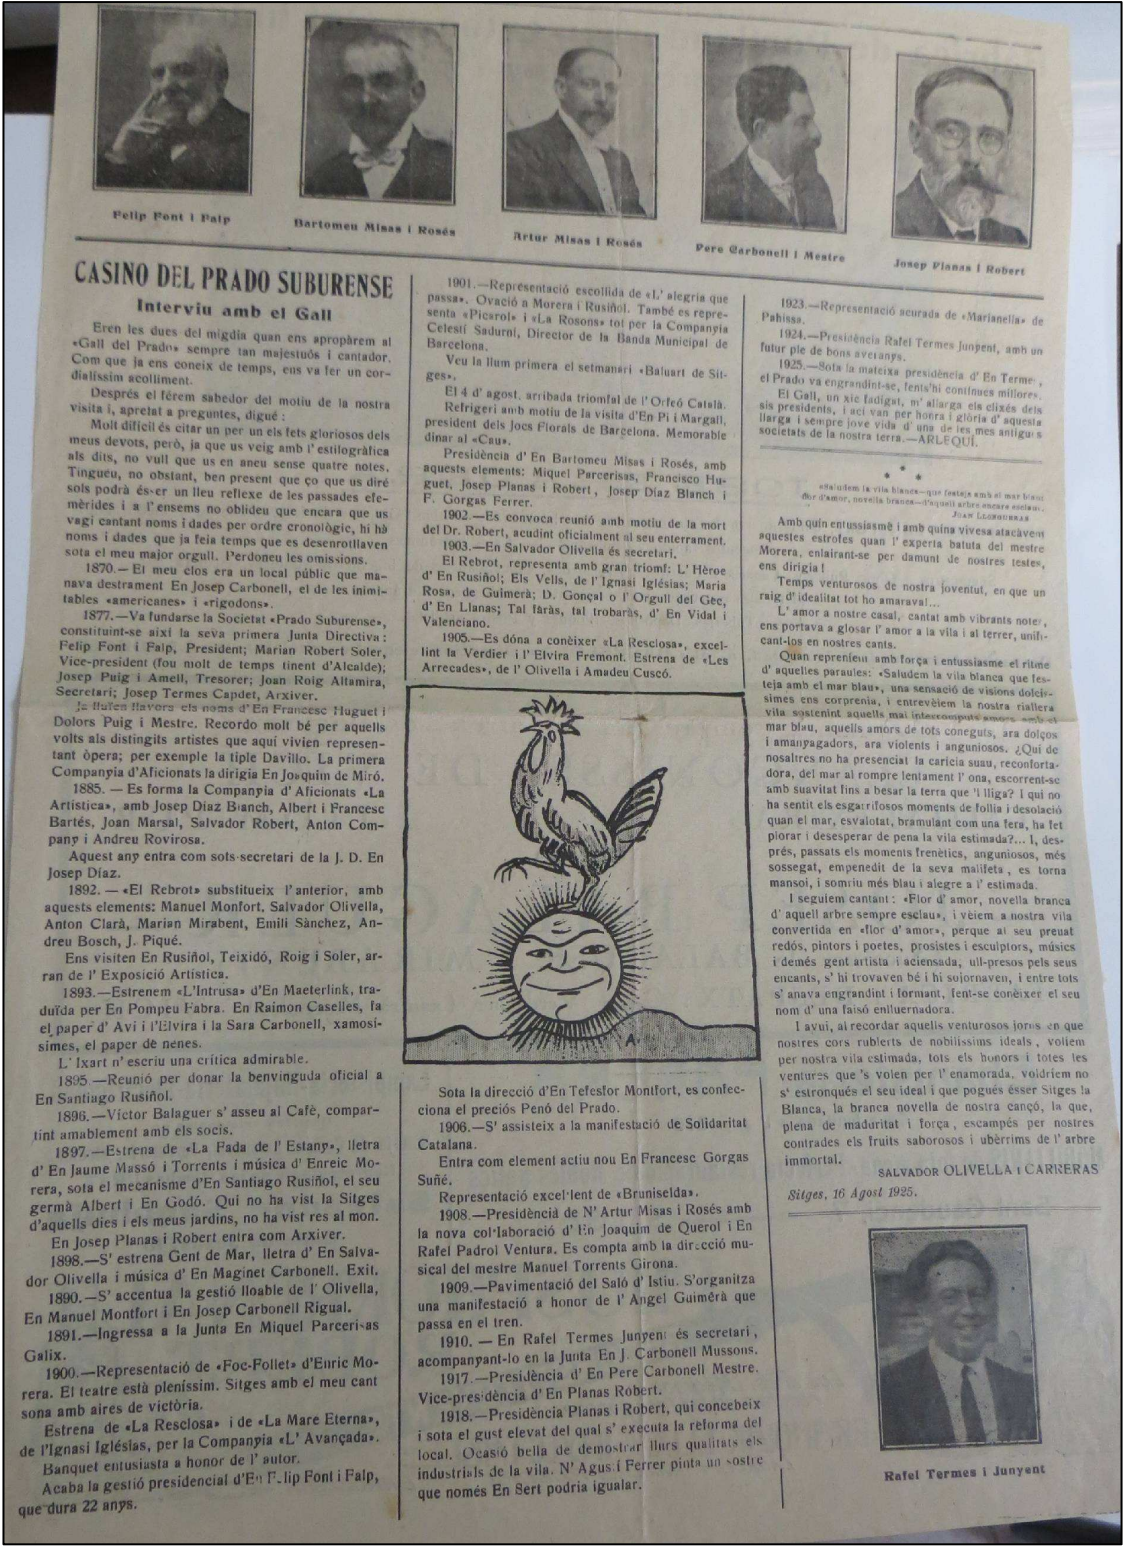 Felip Font i Falp
Bartomeu Misas i Rosés
Artur Misas i Rosés
Pere Carbonell i Mestre
Josep Planas i Robert
CASINO DEL PRADO SUBURENSE
Interviu amb el Gall
Eren les dues del migdia quan ens apropàrem al
«Gall del Prado» sempre tan majestuós i cantador.
Com que ja ens coneix de temps, ens va fer un cor-
dialíssim acolliment.
Després el férem sabedor del motiu de la nostra
visita i, apretat a preguntes, digué:
Molt difícil és citar un per un els fets gloriosos dels
meus devots, però, ja que us veig amb l'estilogràfica
als dits, no vull que us en aneu sense quatre notes.
Tingueu, no obstant, ben present que ço que us diré
sols podrà és-er un lleu reflexe de les passades efe-
mèrides i a l'ensems no oblideu que encara que us
vagi cantant noms i dades per ordre cronològic, hi hà
noms i dades que ja feia temps que es desenrotllaven
sota el meu major orgull. Perdoneu les omissions.
1870.—El meu clos era un local públic que ma-
nava destrament En Josep Carbonell, el de les inimi-
tables «americanes» i «rigodons».
1877.—Va fundarse la Societat «Prado Suburense»,
constituint-se així la seva primera Junta Directiva:
Felip Font i Falp, President; Marian Robert Soler,
Vice-president (fou molt de temps tinent d'Alcalde);
Josep Puig i Amell, Tresorer; Joan Roig Altamira,
Secretari; Josep Termes Capdet, Arxiver.
Ja lluïen llavors els noms d'En Francesc Huguet i
Dolors Puig i Mestre. Recordo molt bé per aquells
volts als distingits artistes que aquí vivien represen-
tant òpera; per exemple la tiple Davillo. La primera
Companyia d'Aficionats la dirigia En Joaquim de Miró.
1885. — Es forma la Companyia d'Aficionats «La
Artística», amb Josep Díaz Blanch, Albert i Francesc
Bartés, Joan Marsal, Salvador Robert, Anton Com-
pany i Andreu Rovirosa.
Aquest any entra com sots-secretari de la J. D. En
Josep Díaz.
1892. — «El Rebrot» substitueix l'anterior, amb
aquests elements: Manuel Monfort, Salvador Olivella,
Anton Clarà, Marian Mirabent, Emili Sànchez, An-
dreu Bosch, J. Piqué.
Ens visiten En Rusiñol, Teixidó, Roig i Soler, ar-
ran de l' Exposició Artística.
1893.—Estrenem «L'Intrusa» d'En Maeterlink, tra-
duïda per En Pompeu Fabra. En Raimon Caselles, fa
el paper d' Avi i l'Elvira i la Sara Carbonell, xamosí-
simes, el paper de nenes.
L' Ixart n' escriu una crítica admirable.
1895 —Reunió per donar la benvinguda oficial a
En Santiago Rusiñol.
1896.—Víctor Balaguer s' asseu al Cafè, compar-
tint amablement amb els socis.
1897.—Estrena de «La Fada de l' Estany», lletra
d' En Jaume Massó i Torrents i música d' Enreic Mo-
rera, sota el mecanisme d'En Santiago Rusiñol, el seu
germà Albert i En Godó. Qui no ha vist la Sitges
d'aquells dies i els meus jardins, no ha vist res al mon.
En Josep Planas i Robert entra com Arxiver.
1898.—S' estrena Gent de Mar, lletra d' En Salva-
dor Olivella i música d' En Maginet Carbonell. Exit.
1890.—S' accentua la gestió lloable de l' Olivella,
En Manuel Montfort i En Josep Carbonell Rigual.
1891.—Ingressa a la Junta En Miquel Parcerisas
Galix.
1900.—Representació de «Foc-Follet» d'Enric Mo-
rera. El teatre està pleníssim. Sitges amb el meu cant
sona amb aires de victòria.
Estrena de «La Resclosa» i de «La Mare Eterna»,
de l'Ignasi Iglésias, per la Companyia «L' Avançada».
Banquet entusiasta a honor de l' autor.
Acaba la gestió presidencial d'En Felip Font i Falp,
que dura 22 anys.
1901.—Representació escollida de «L' alegria que
passa». Ovació a Morera i Rusiñol. També es repre-
senta «Picarol» i «La Rosons» tot per la Companyia
Celestí Sadurní, Director de la Banda Municipal de
Barcelona.
Veu la llum primera el setmanari «Baluart de Sit-
ges».
El 4 d' agost, arribada triomfal de l' Orfeó Català.
Refrigeri amb motiu de la visita d'En Pi i Margall,
president dels Jocs Florals de Barcelona. Memorable
dinar al «Cau».
Presidència d' En Bartomeu Misas i Rosés, amb
aquests elements: Miquel Parcerisas, Francisco Hu-
guet, Josep Planas i Robert, Josep Díaz Blanch i
F. Gorgas Ferrer.
1902.—Es convoca reunió amb motiu de la mort
del Dr. Robert, acudint oficialment al seu enterrament.
1903.—En Salvador Olivella és secretari.
El Rebrot, representa amb gran triomf: L' Hèroe
d' En Rusiñol; Els Vells, de l' Ignasi Iglésias; Maria
Rosa, de Guimerà; D. Gonçal o l' Orgull del Gec,
d' En Llanas; Tal faràs, tal trobaràs, d' En Vidal i
Valenciano.
1905.—Es dóna a conèixer «La Resclosa», excel-
lint la Verdier i l' Elvira Fremont. Estrena de «Les
Arrecades», de l' Olivella i Amadeu Cuscó.
A.
Sota la direcció d'En Telesfor Montfort, es confec-
ciona el preciós Penó del Prado.
1906.—S' assisteix a la manifestació de Solidaritat
Catalana.
Entra com element actiu nou En Francesc Gorgas
Suñé.
Representació excel·lent de «Bruniselda».
1908.—Presidència de N' Artur Misas i Rosés amb
la nova col·laboració d' En Joaquim de Querol i En
Rafel Padrol Ventura. Es compta amb la direcció mu-
sical del mestre Manuel Torrents Girona.
1909.—Pavimentació del Saló d' Istiu. S'organitza
una manifestació a honor de l' Angel Guimerà que
passa en el tren.
1910. — En Rafel Termes Junyent és secretari,
acompanyant-lo en la Junta En J. Carbonell Mussons.
1917.—Presidència d' En Pere Carbonell Mestre.
Vice-presidència d' En Planas Robert.
1918.—Presidència Planas i Robert, qui concebeix
i sota el gust elevat del qual s' executa la reforma del
local. Ocasió bella de demostrar llurs qualitats els
industrials de la vila. N' Agustí Ferrer pinta un sostre
que només En Sert podria igualar.
1923.—Representació acurada de «Marianella» de
Pahissa.
1924.—Presidència Rafel Termes Junyent, amb un
futur ple de bons averanys.
1925.—Sota la mateixa presidència d' En Termes,
el Prado va engrandint-se, fents'hi contínues millores.
El Gall, un xic fadigat, m' allarga els clixés dels
sis presidents, i ací van per honra i glòria d' aquesta
llarga i sempre jove vida d' una de les mes antigues
societats de la nostra terra.—ARLEQUÍ.
* * *
«Saludem la vila blanca—que festeja amb el mar blau
flor d'amor, novella branca—d'aquell arbre encara esclau.
JOAN LLONGUERAS
Amb quin entussiasme i amb quina vivesa atacàvem
aquestes estrofes quan l' experta batuta del mestre
Morera, enlairant-se per damunt de nostres testes,
ens dirigia!
Temps venturosos de nostra joventut, en que un
raig d' idealitat tot ho amarava!...
L' amor a nostre casal, cantat amb vibrants notes,
ens portava a glosar l' amor a la vila i al terrer, unifi-
cant-los en nostres cants.
Quan repreníem amb força i entussiasme el ritme
d' aquelles paraules: «Saludem la vila blanca que fes-
teja amb el mar blau», una sensació de visions dolcís-
simes ens corprenia, i entrevèiem la nostra riallera
vila sostenint aquells mai interromputs amors amb el
mar blau, aquells amors de tots coneguts, ara dolços
i amanyagadors, ara violents i anguniosos. ¿Qui de
nosaltres no ha presenciat la carícia suau, reconforta-
dora, del mar al rompre lentament l' ona, escorrent-se
amb suavitat fins a besar la terra que 'l lliga? I qui no
ha sentit els esgarrifosos moments de follia i desolació
quan el mar, esvalotat, bramulant com una fera, ha fet
plorar i desesperar de pena la vila estimada?... I, des-
prés, passats els moments frenètics, anguniosos, més
sossegat, empenedit de la seva malifeta, es torna
mansoi, i somriu més blau i alegre a l' estimada.
I seguíem cantant: «Flor d' amor, novella branca
d' aquell arbre sempre esclau», i vèiem a nostra vila
convertida en «flor d' amor», perque al seu preuat
redós, pintors i poetes, prosistes i esculptors, músics
i demés gent artista i aciensada, ull-presos pels seus
encants, s' hi trovaven bé i hi sujornaven, i entre tots
s' anava engrandint i formant, fent-se conèixer el seu
nom d' una faisó enlluernadora.
I avui, al recordar aquells venturosos jorns en que
nostres cors rublerts de nobilíssims ideals, volíem
per nostra vila estimada, tots els honors i totes les
ventures que 's volen per l' enamorada, voldríem no
s' estronqués el seu ideal i que pogués ésser Sitges la
Blanca, la branca novella de nostra cançó, la que,
plena de maduritat i força, escampés per nostres
contrades els fruits saborosos i ubèrrims de l' arbre
immortal.
SALVADOR OLIVELLA i CARRERAS
Sitges, 16 Agost 1925.
Rafel Termes i Junyent